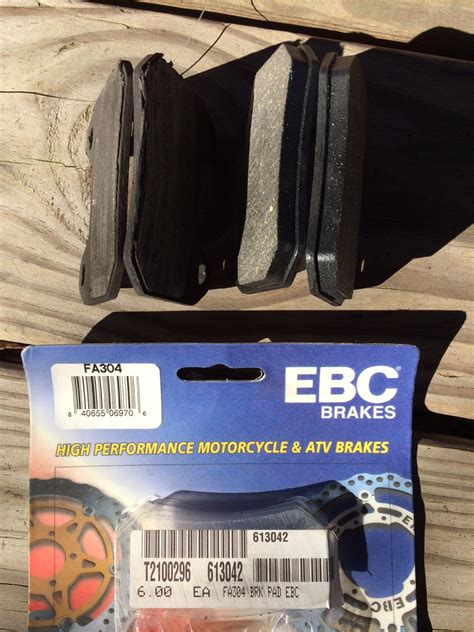 FA304
8 40655 06970 6
EBC
BRAKES
HIGH PERFORMANCE MOTORCYCLE & ATV BRAKES
613042
T2100296 613042
6.00 EA FA304 BRK PAD EBC